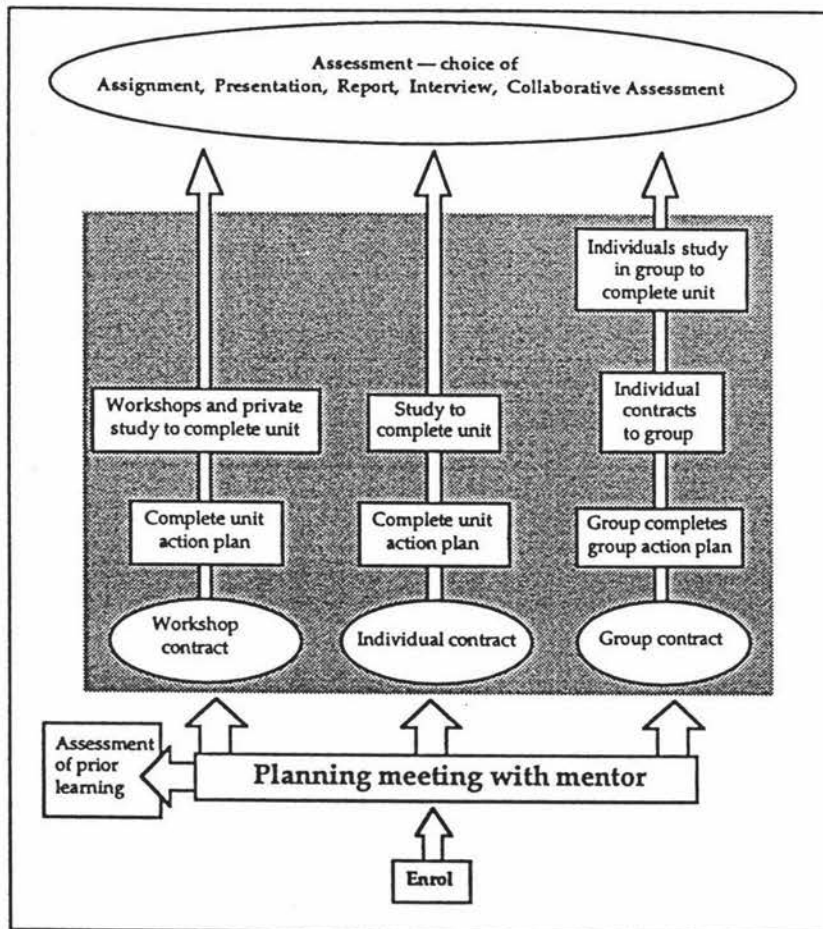 Assessment — choice of
Assignment, Presentation, Report, Interview, Collaborative Assessment
Individuals study
in group to
complete unit
Workshops and private
study to complete unit
Study to
complete unit
Individual
contracts
to group
Complete unit
action plan
Complete unit
action plan
Group completes
group action plan
Workshop
contract
Individual contract
Group contract
Assessment
of prior
learning
Planning meeting with mentor
Enrol